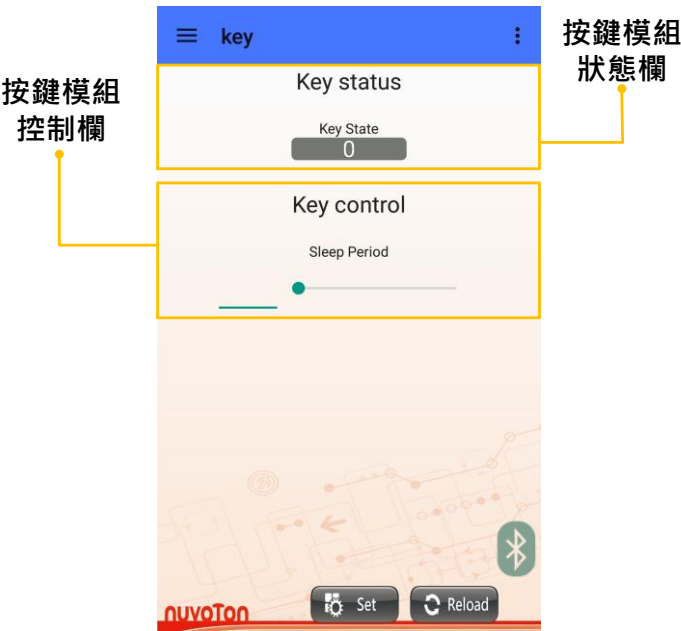 key
按鍵模組
狀態欄
Key status
按鍵模組
控制欄
Key State
0
Key control
Sleep Period
Set
Reload
nuvoTon